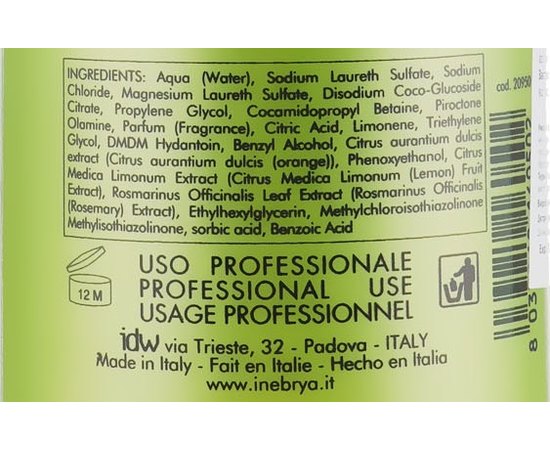 INGREDIENTS: Aqua (Water), Sodium Laureth Sulfate, Sodium
Chloride, Magnesium Laureth Sulfate, Disodium Coco-Glucoside
Citrate, Propylene Glycol, Cocamidopropyl Betaine, Piroctone
Olamine, Parfum (Fragrance), Citric Acid, Limonene, Triethylene
Glycol, DMDM Hydantoin, Benzyl Alcohol, Citrus aurantium dulcis
extract (Citrus aurantium dulcis (orange)), Phenoxyethanol, Citrus
Medica Limonum Extract (Citrus Medica Limonum (Lemon) Fruit
Extract), Rosmarinus Officinalis Leaf Extract (Rosmarinus Officinalis
(Rosemary) Extract), Ethylhexylglycerin, Methylchloroisothiazolinone,
Methylisothiazolinone, sorbic acid, Benzoic Acid
12 M
USO PROFESSIONALE
PROFESSIONAL USE
USAGE PROFESSIONNEL
idw via Trieste, 32 - Padova - ITALY
Made in Italy - Fait en Italie - Hecho en Italia
www.inebrya.it
cod. 20950
8 03